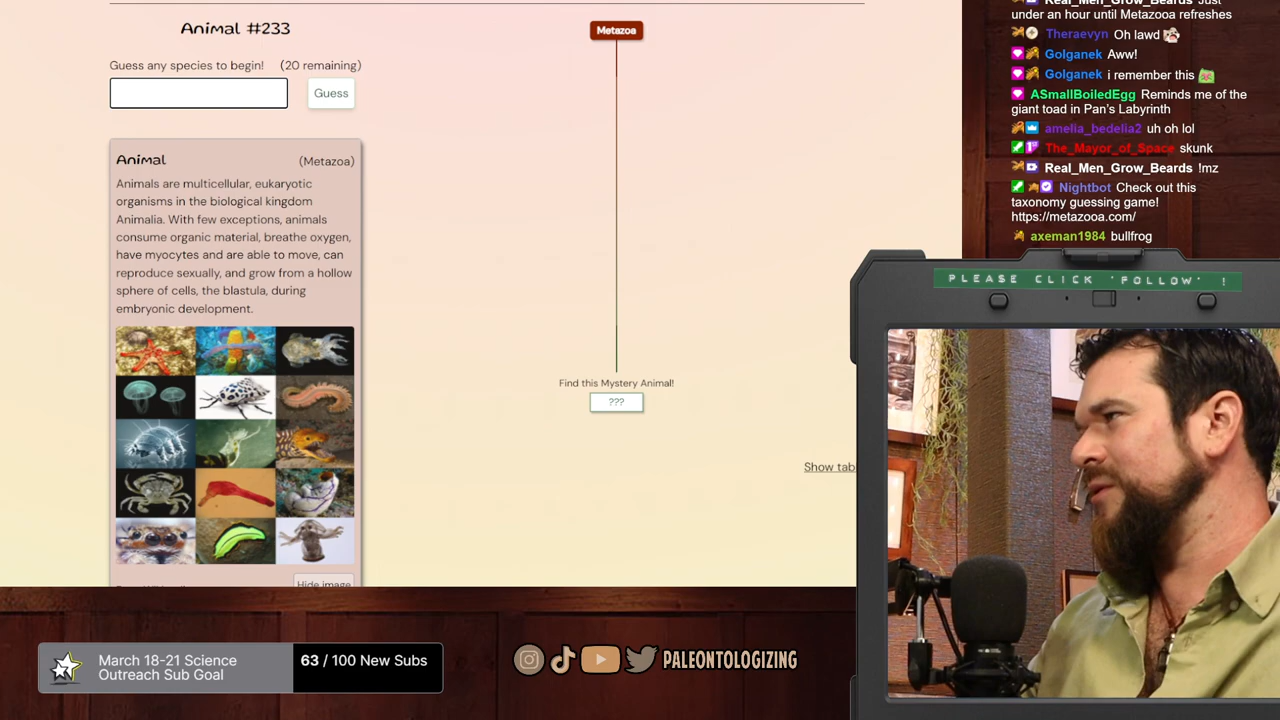 Animal #233
Guess any species to begin! (20 remaining)
Guess
Animal (Metazoa)
Animals are multicellular, eukaryotic
organisms in the biological kingdom
Animalia. With few exceptions, animals
consume organic material, breathe oxygen,
have myocytes and are able to move, can
reproduce sexually, and grow from a hollow
sphere of cells, the blastula, during
embryonic development.
Hide image
Metazoa
Find this Mystery Animal!
???
Show tab
Real_Men_Grow_Beards Just
under an hour until Metazooa refreshes
Theraevyn Oh lawd
Golganek Aww!
Golganek i remember this
ASmallBoiledEgg Reminds me of the
giant toad in Pan's Labyrinth
amelia_bedelia2 uh oh lol
The_Mayor_of_Space skunk
Real_Men_Grow_Beards !mz
Nightbot Check out this
taxonomy guessing game!
https://metazooa.com/
axeman1984 bullfrog
PLEASE CLICK 'FOLLOW' !
March 18-21 Science
Outreach Sub Goal
63 / 100 New Subs
PALEONTOLOGIZING